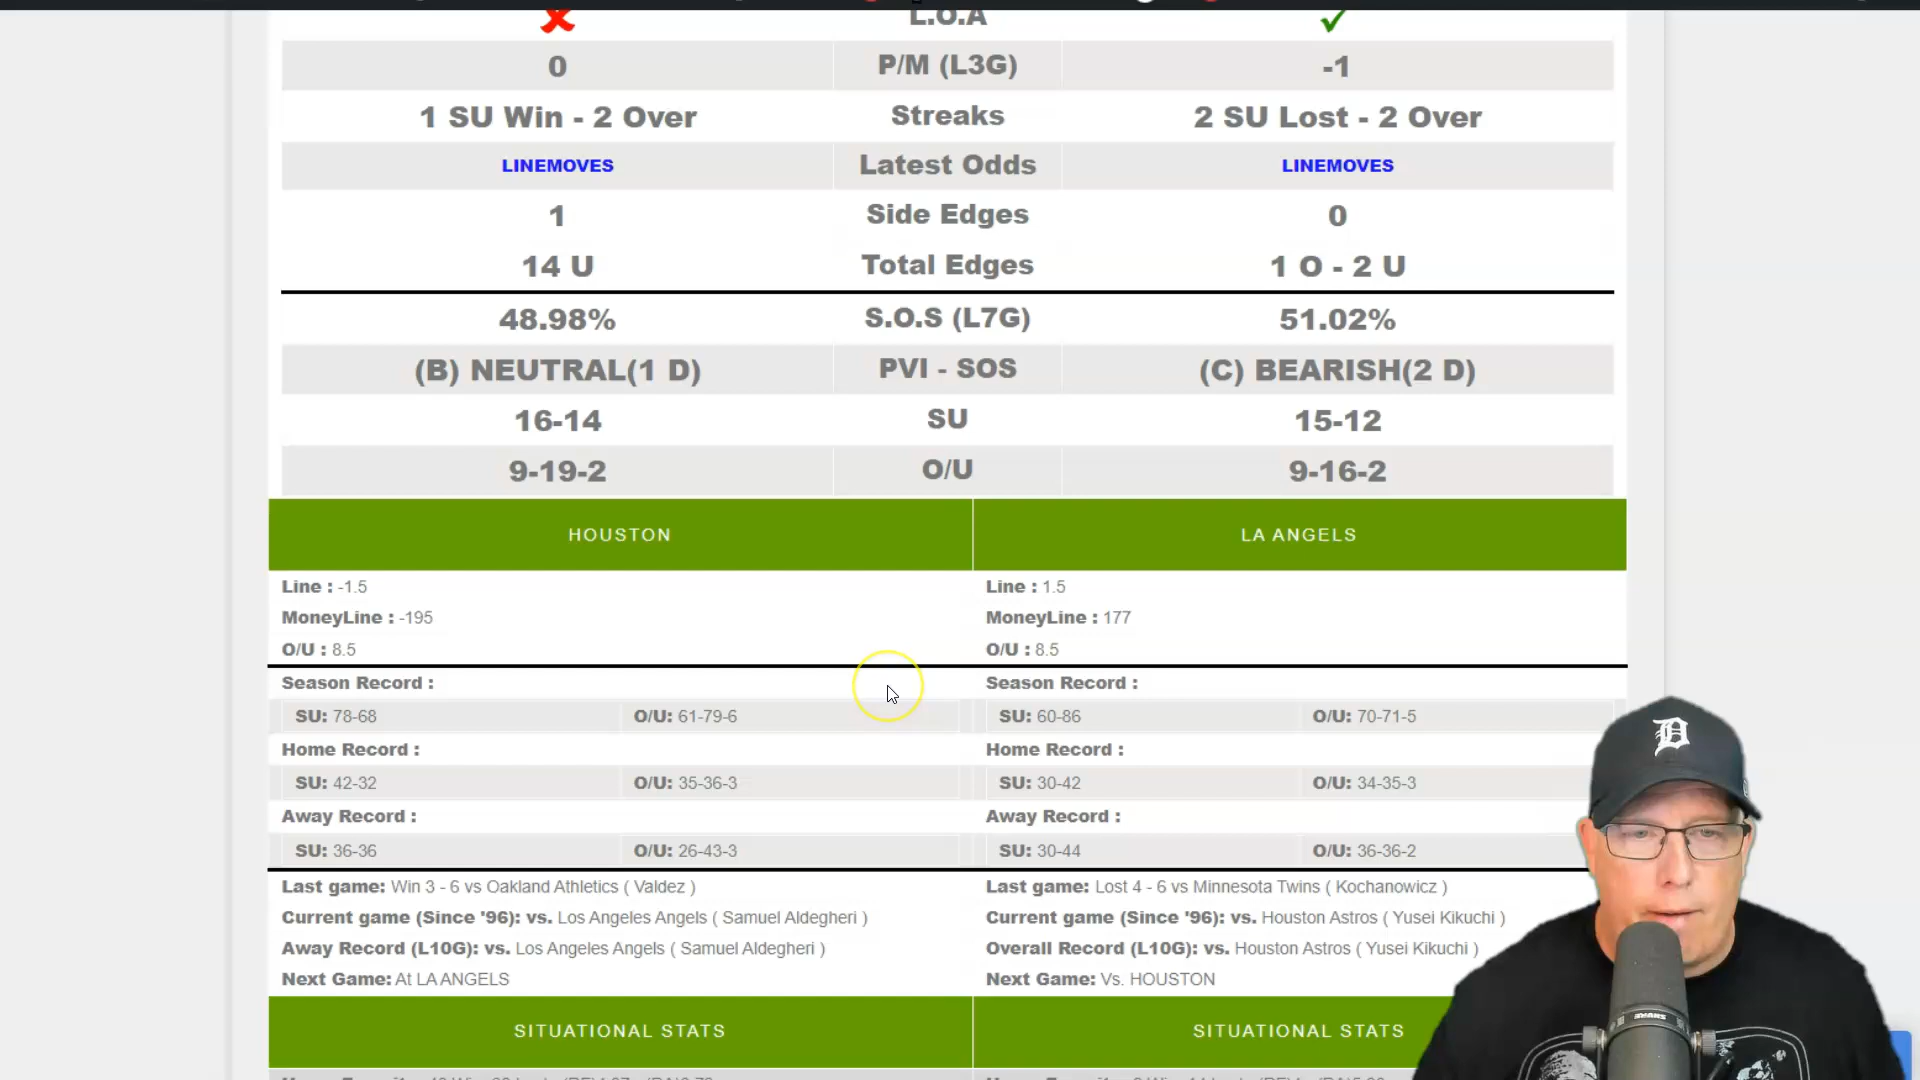 L.O.A
0 P/M (L3G) -1
1 SU Win - 2 Over Streaks 2 SU Lost - 2 Over
LINEMOVES Latest Odds LINEMOVES
1 Side Edges 0
14 U Total Edges 1 O - 2 U
48.98% S.O.S (L7G) 51.02%
(B) NEUTRAL(1 D) PVI - SOS (C) BEARISH(2 D)
16-14 SU 15-12
9-19-2 O/U 9-16-2
HOUSTON LA ANGELS
Line : -1.5 Line : 1.5
MoneyLine : -195 MoneyLine : 177
O/U : 8.5 O/U : 8.5
Season Record : Season Record :
SU: 78-68 O/U: 61-79-6 SU: 60-86 O/U: 70-71-5
Home Record : Home Record :
SU: 42-32 O/U: 35-36-3 SU: 30-42 O/U: 34-35-3
Away Record : Away Record :
SU: 36-36 O/U: 26-43-3 SU: 30-44 O/U: 36-36-2
Last game: Win 3 - 6 vs Oakland Athletics ( Valdez ) Last game: Lost 4 - 6 vs Minnesota Twins ( Kochanowicz )
Current game (Since '96): vs. Los Angeles Angels ( Samuel Aldegheri ) Current game (Since '96): vs. Houston Astros ( Yusei Kikuchi )
Away Record (L10G): vs. Los Angeles Angels ( Samuel Aldegheri ) Overall Record (L10G): vs. Houston Astros ( Yusei Kikuchi )
Next Game: At LA ANGELS Next Game: Vs. HOUSTON
SITUATIONAL STATS SITUATIONAL STATS
SHURE